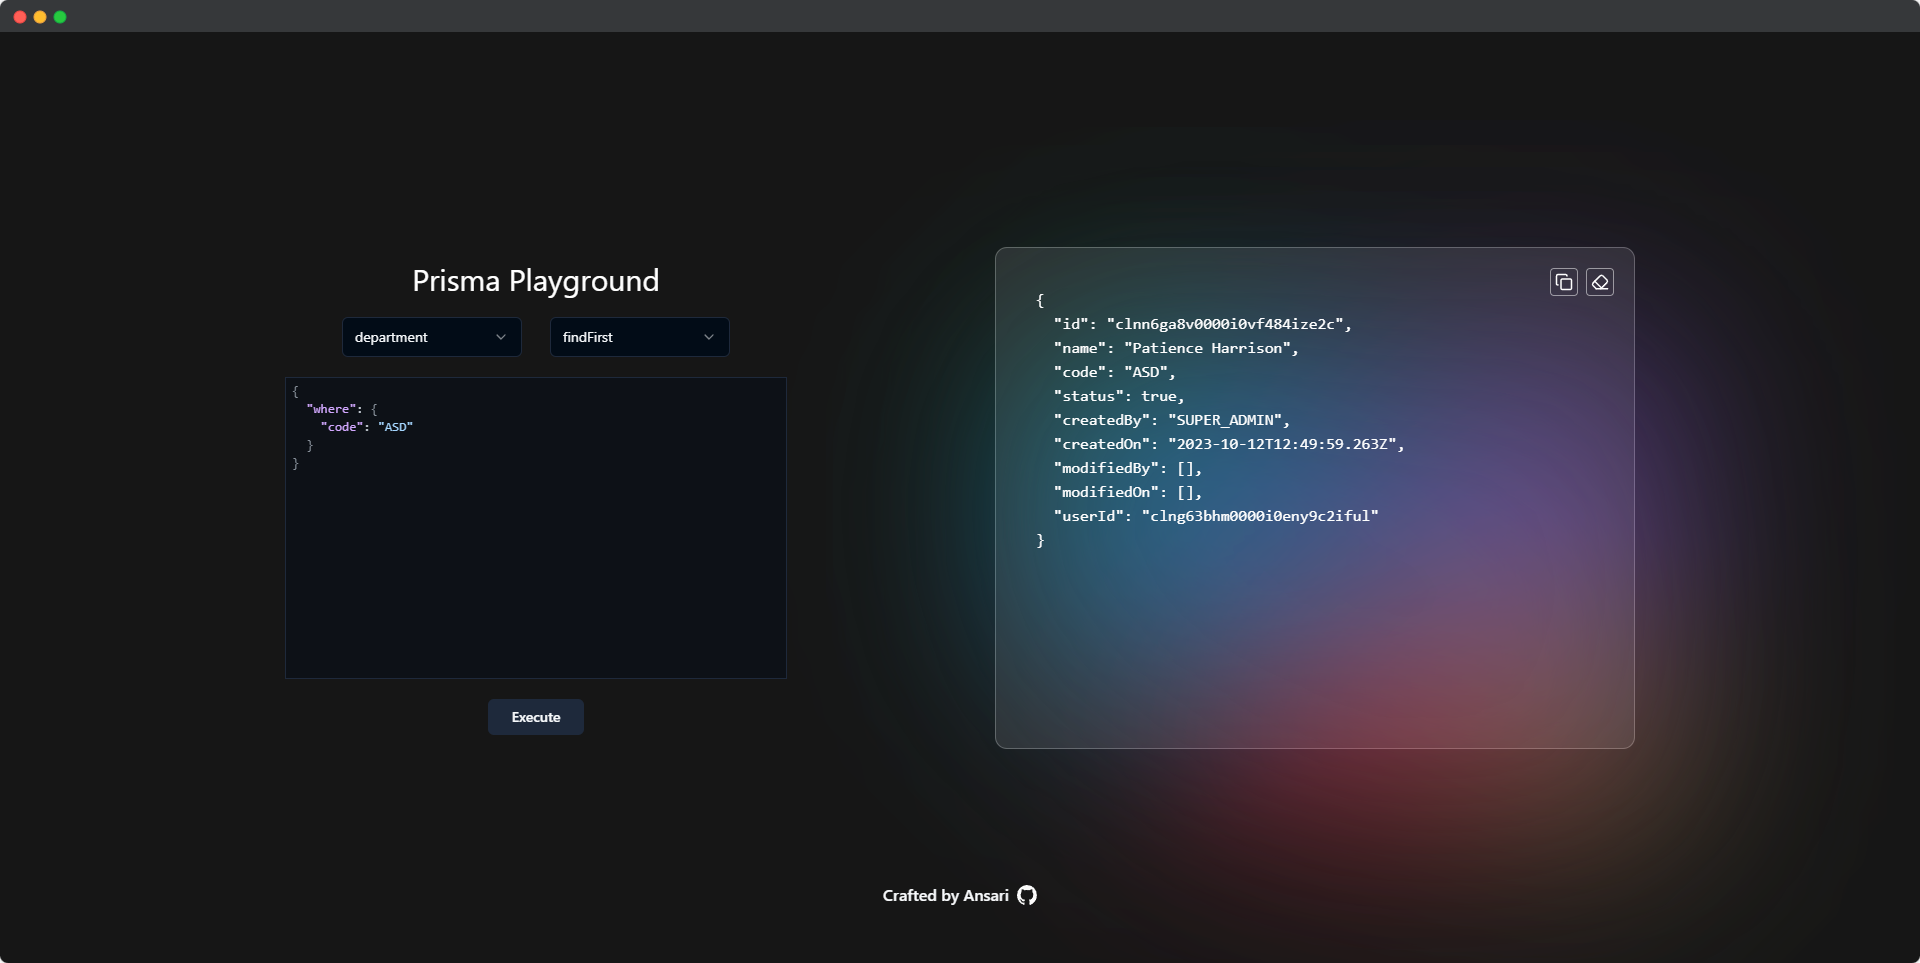 Prisma Playground
department
findFirst
{
  "where": {
    "code": "ASD"
  }
}
Execute
{
  "id": "clnn6ga8v0000i0vf484ize2c",
  "name": "Patience Harrison",
  "code": "ASD",
  "status": true,
  "createdBy": "SUPER_ADMIN",
  "createdOn": "2023-10-12T12:49:59.263Z",
  "modifiedBy": [],
  "modifiedOn": [],
  "userId": "clng63bhm0000i0eny9c2iful"
}
Crafted by Ansari